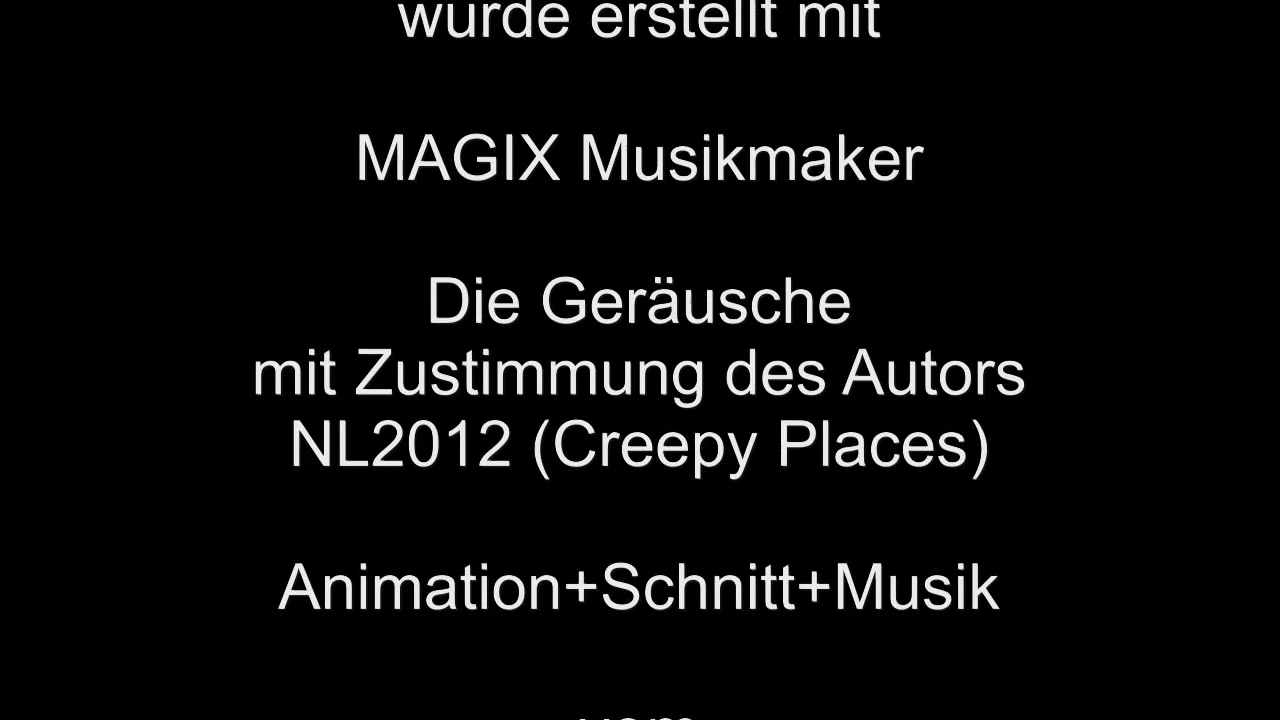 wurde erstellt mit
MAGIX Musikmaker
Die Geräusche
mit Zustimmung des Autors
NL2012 (Creepy Places)
Animation+Schnitt+Musik